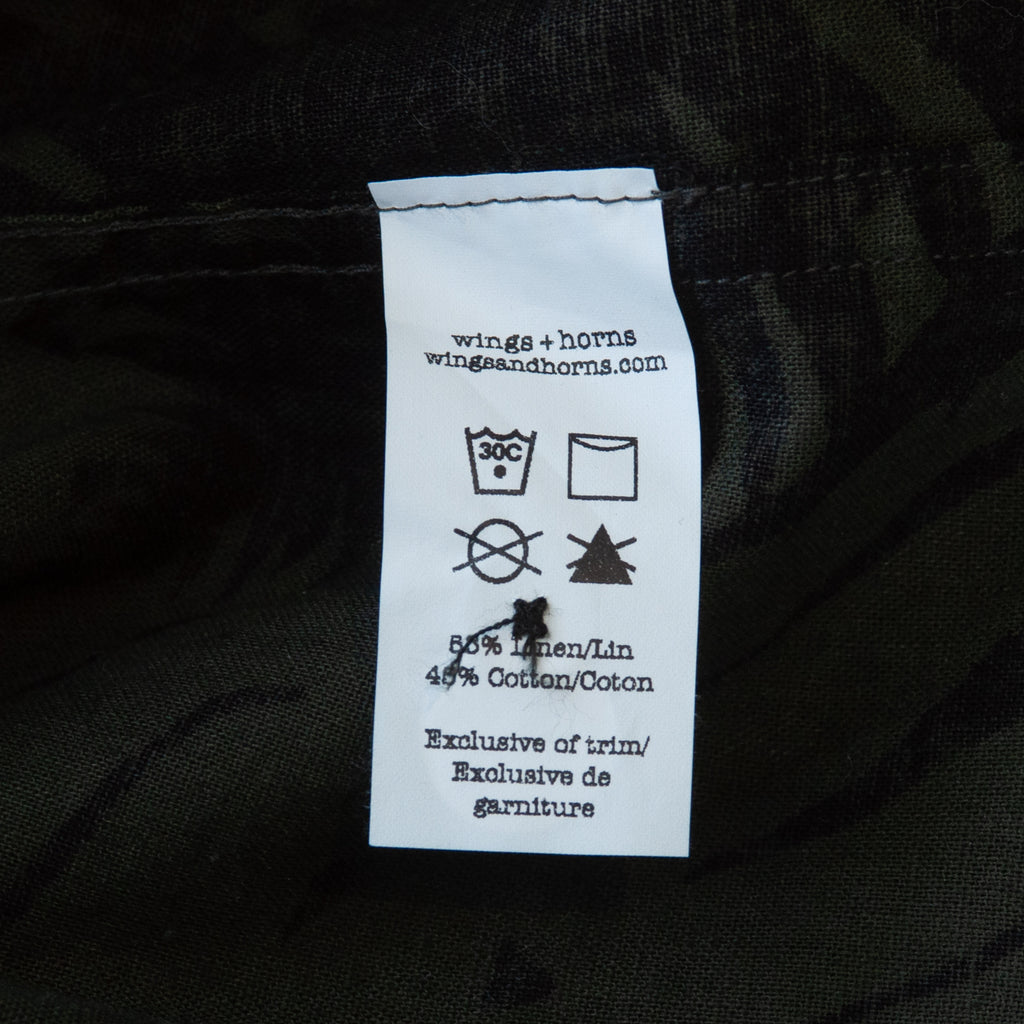 wings + horns
wingsandhorns.com
30C
55% Linen/Lin
45% Cotton/Coton
Exclusive of trim/
Exclusive de
garniture